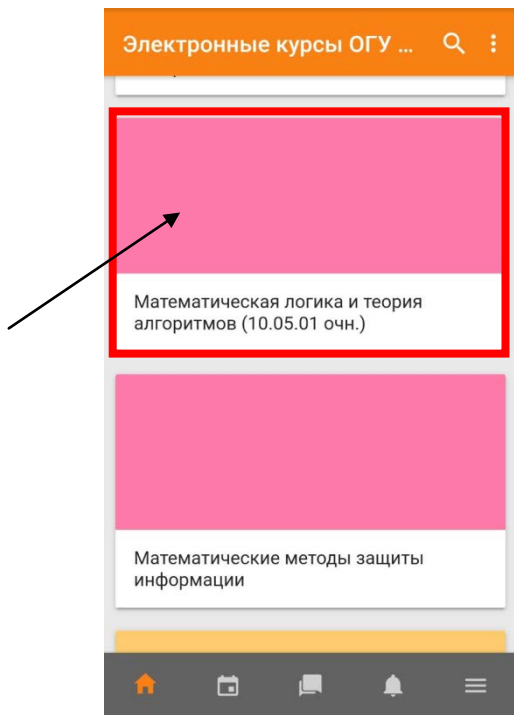 Электронные курсы ОГУ ...
Математическая логика и теория
алгоритмов (10.05.01 очн.)
Математические методы защиты
информации